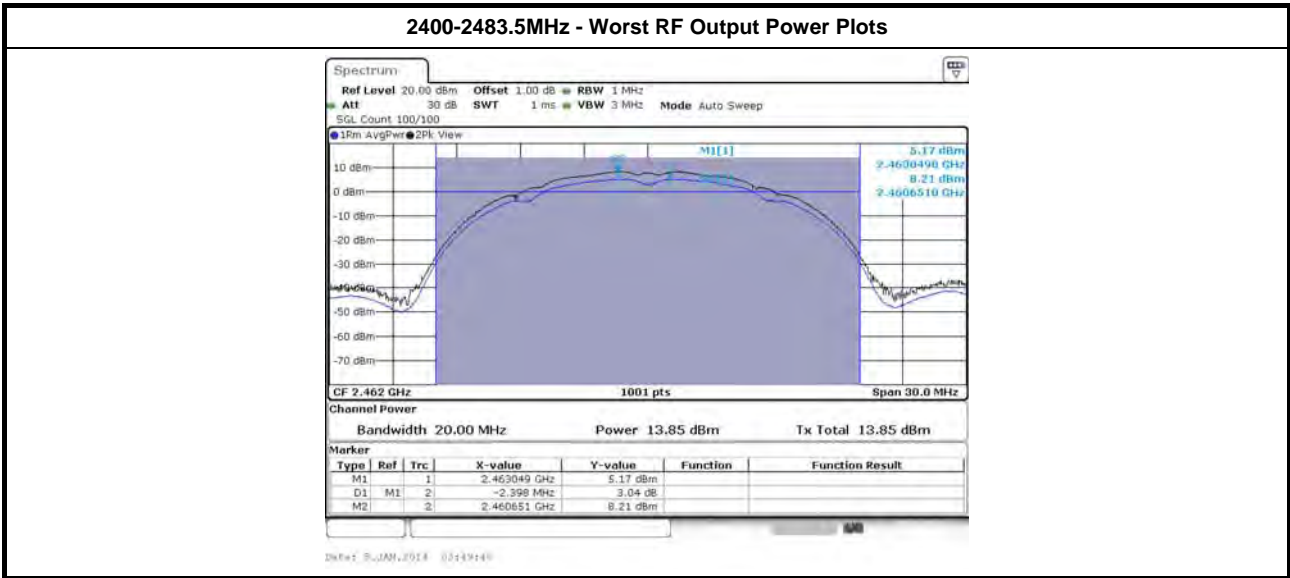 2400-2483.5MHz - Worst RF Output Power Plots
Spectrum
Ref Level 20.00 dBm Offset 1.00 dB RBW 1 MHz
Att 30 dB SWT 1 ms VBW 3 MHz Mode Auto Sweep
SGL Count 100/100
1Rm AvgPwr 2Pk View
M1[1] 5.17 dBm
2.4630490 GHz
8.21 dBm
2.4606510 GHz
10 dBm
0 dBm
-10 dBm
-20 dBm
-30 dBm
-50 dBm
-60 dBm
-70 dBm
CF 2.462 GHz 1001 pts Span 30.0 MHz
Channel Power
Bandwidth 20.00 MHz Power 13.85 dBm Tx Total 13.85 dBm
Marker
Type Ref Trc X-value Y-value Function Function Result
M1 1 2.463049 GHz 5.17 dBm
D1 M1 2 -2.398 MHz 3.04 dB
M2 2 2.460651 GHz 8.21 dBm
Date: 8.JAN.2014